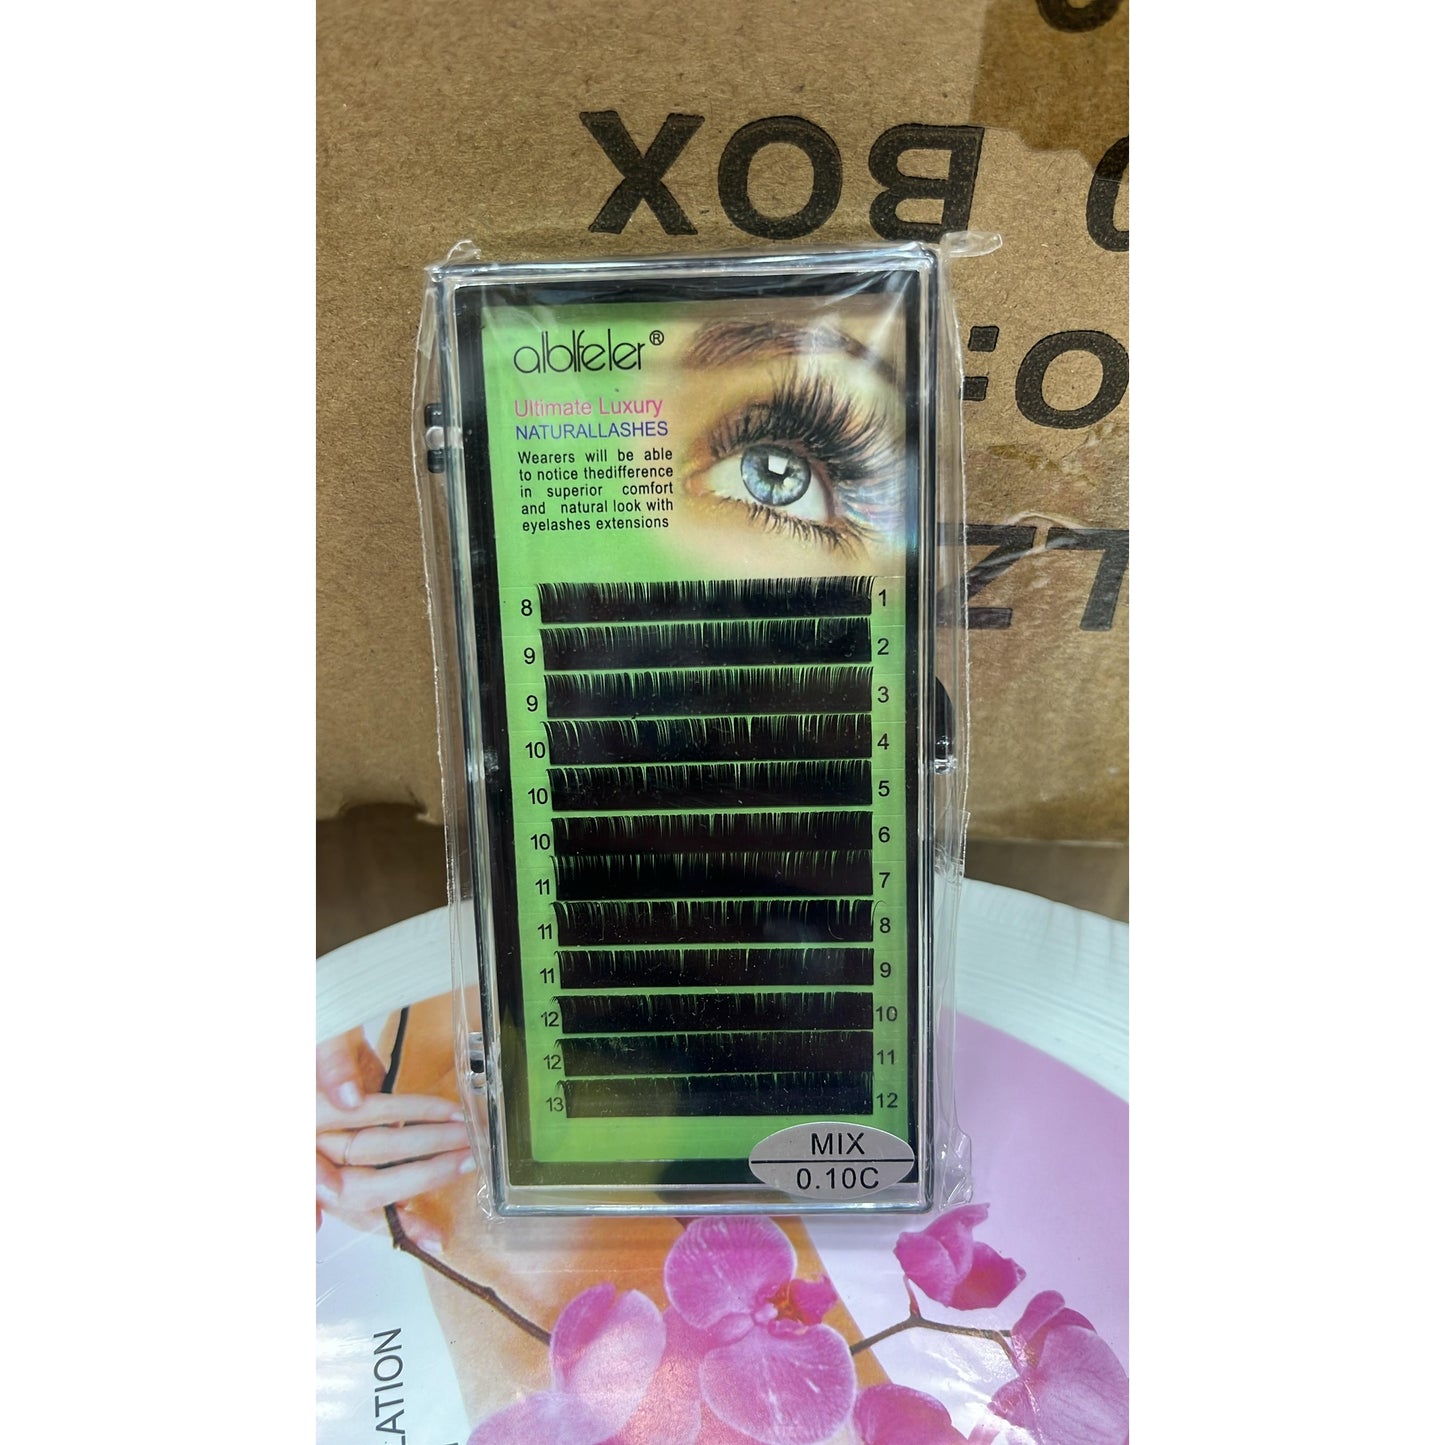 BOX
alblfeler®
Ultimate Luxury
NATURALLASHES
Wearers will be able
to notice thedifference
in superior comfort
and natural look with
eyelashes extensions
8 1
9 2
9 3
10 4
10 5
10 6
11 7
11 8
11 9
12 10
12 11
13 12
MIX
0.10C
LATION